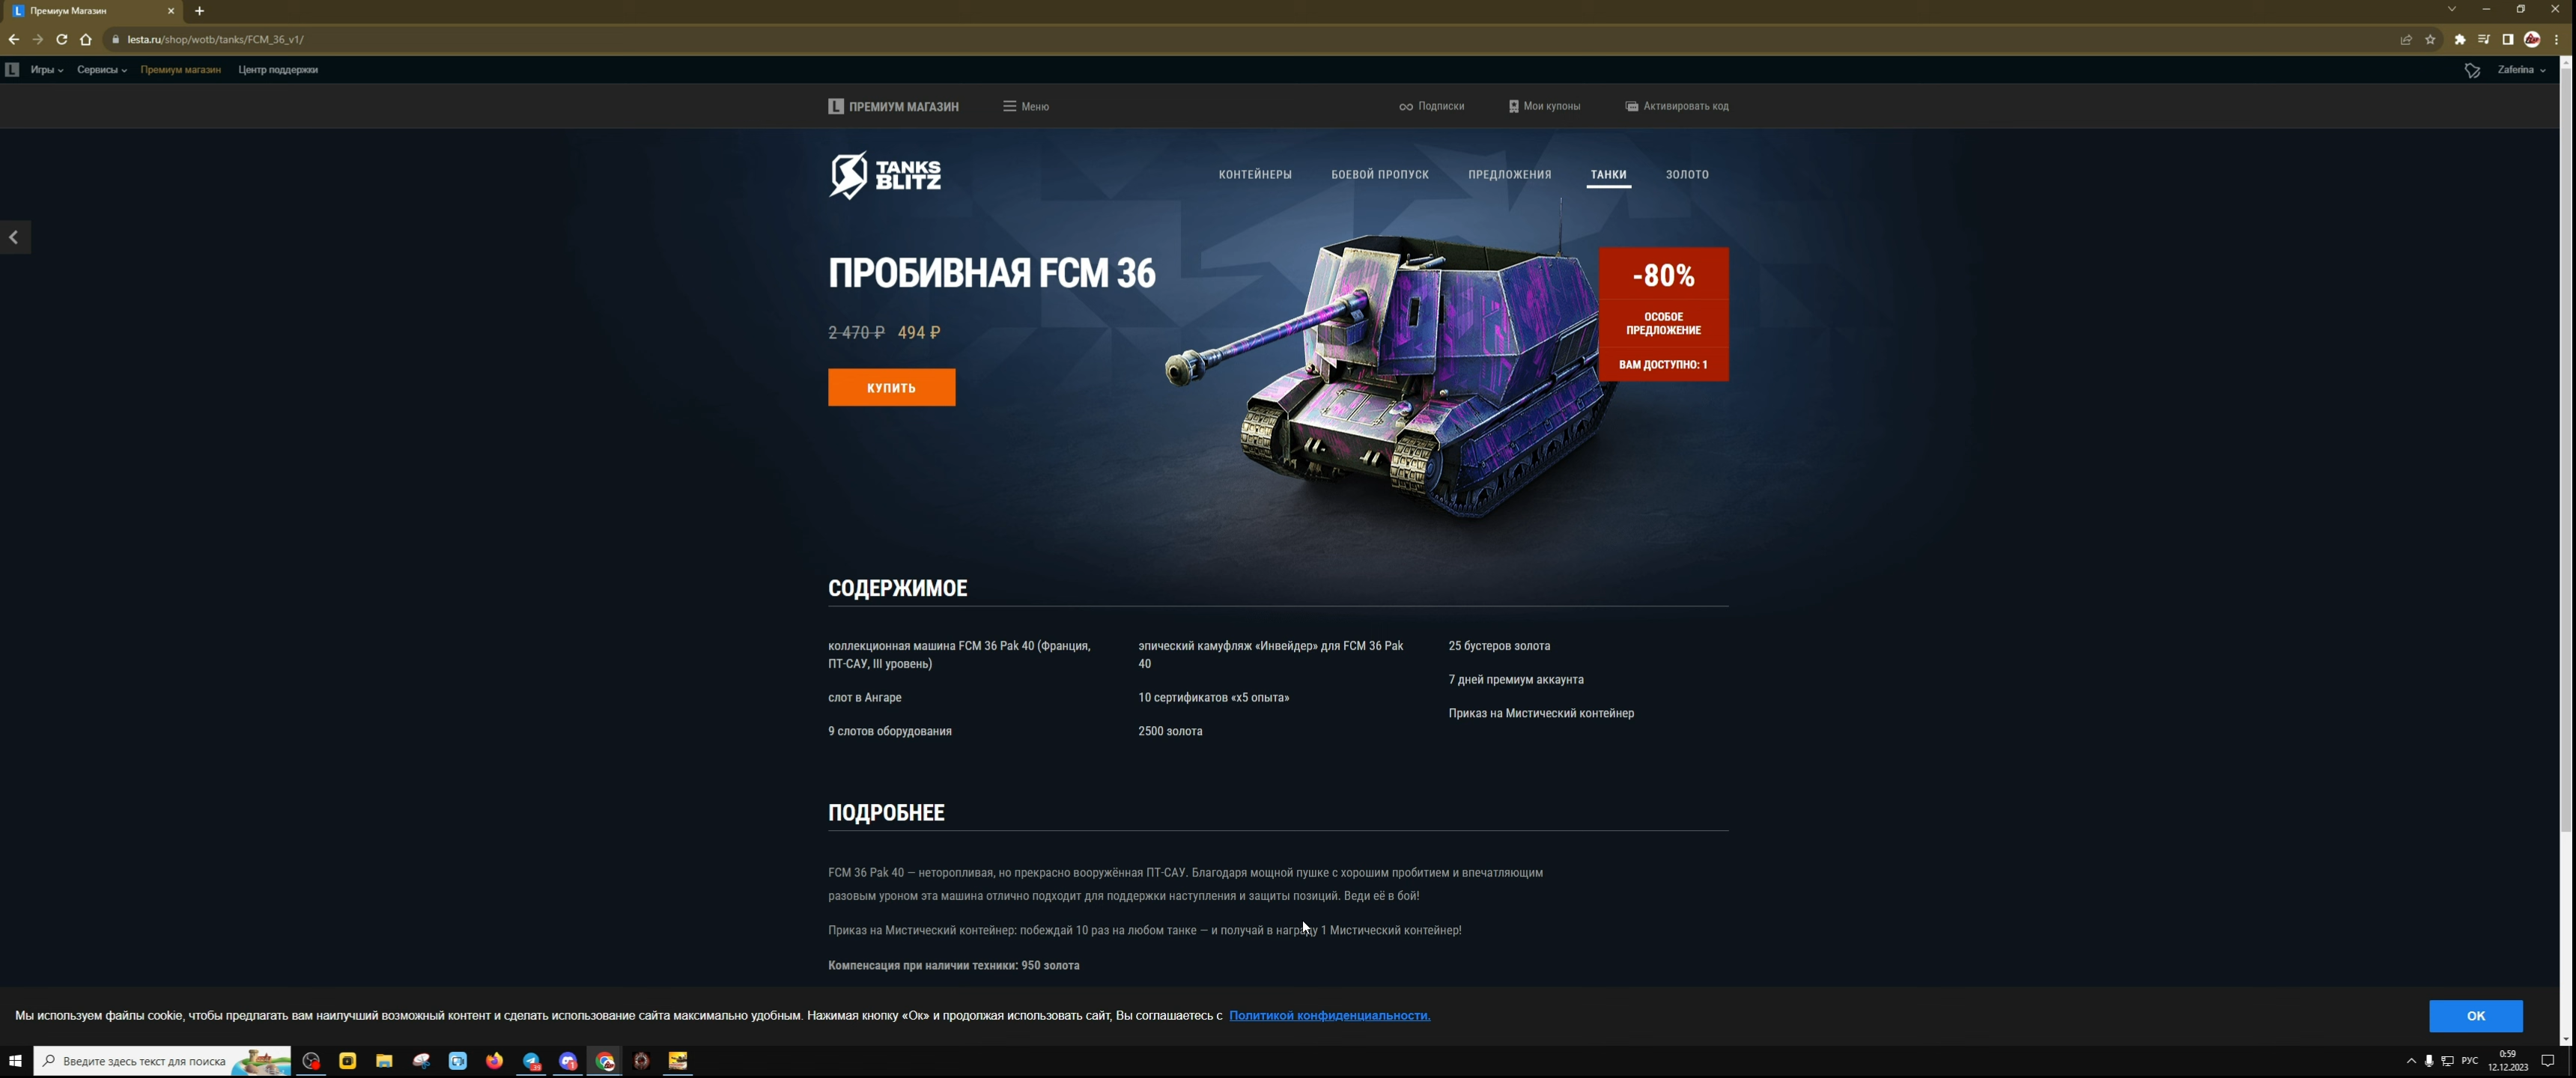 Премиум Магазин
lesta.ru/shop/wotb/tanks/FCM_36_v1/
Игры Сервисы Премиум магазин Центр поддержки Zaferina
ПРЕМИУМ МАГАЗИН Меню Подписки Мои купоны Активировать код
TANKS BLITZ
КОНТЕЙНЕРЫ БОЕВОЙ ПРОПУСК ПРЕДЛОЖЕНИЯ ТАНКИ ЗОЛОТО
ПРОБИВНАЯ FCM 36
2 470 ₽ 494 ₽
КУПИТЬ
-80%
ОСОБОЕ
ПРЕДЛОЖЕНИЕ
ВАМ ДОСТУПНО: 1
СОДЕРЖИМОЕ
коллекционная машина FCM 36 Pak 40 (Франция,
ПТ-САУ, III уровень)
слот в Ангаре
9 слотов оборудования
эпический камуфляж «Инвейдер» для FCM 36 Pak
40
10 сертификатов «x5 опыта»
2500 золота
25 бустеров золота
7 дней премиум аккаунта
Приказ на Мистический контейнер
ПОДРОБНЕЕ
FCM 36 Pak 40 — неторопливая, но прекрасно вооружённая ПТ-САУ. Благодаря мощной пушке с хорошим пробитием и впечатляющим
разовым уроном эта машина отлично подходит для поддержки наступления и защиты позиций. Веди её в бой!
Приказ на Мистический контейнер: побеждай 10 раз на любом танке — и получай в награду 1 Мистический контейнер!
Компенсация при наличии техники: 950 золота
Мы используем файлы cookie, чтобы предлагать вам наилучший возможный контент и сделать использование сайта максимально удобным. Нажимая кнопку «Ок» и продолжая использовать сайт, Вы соглашаетесь с Политикой конфиденциальности.
OK
Введите здесь текст для поиска
РУС
0:59
12.12.2023